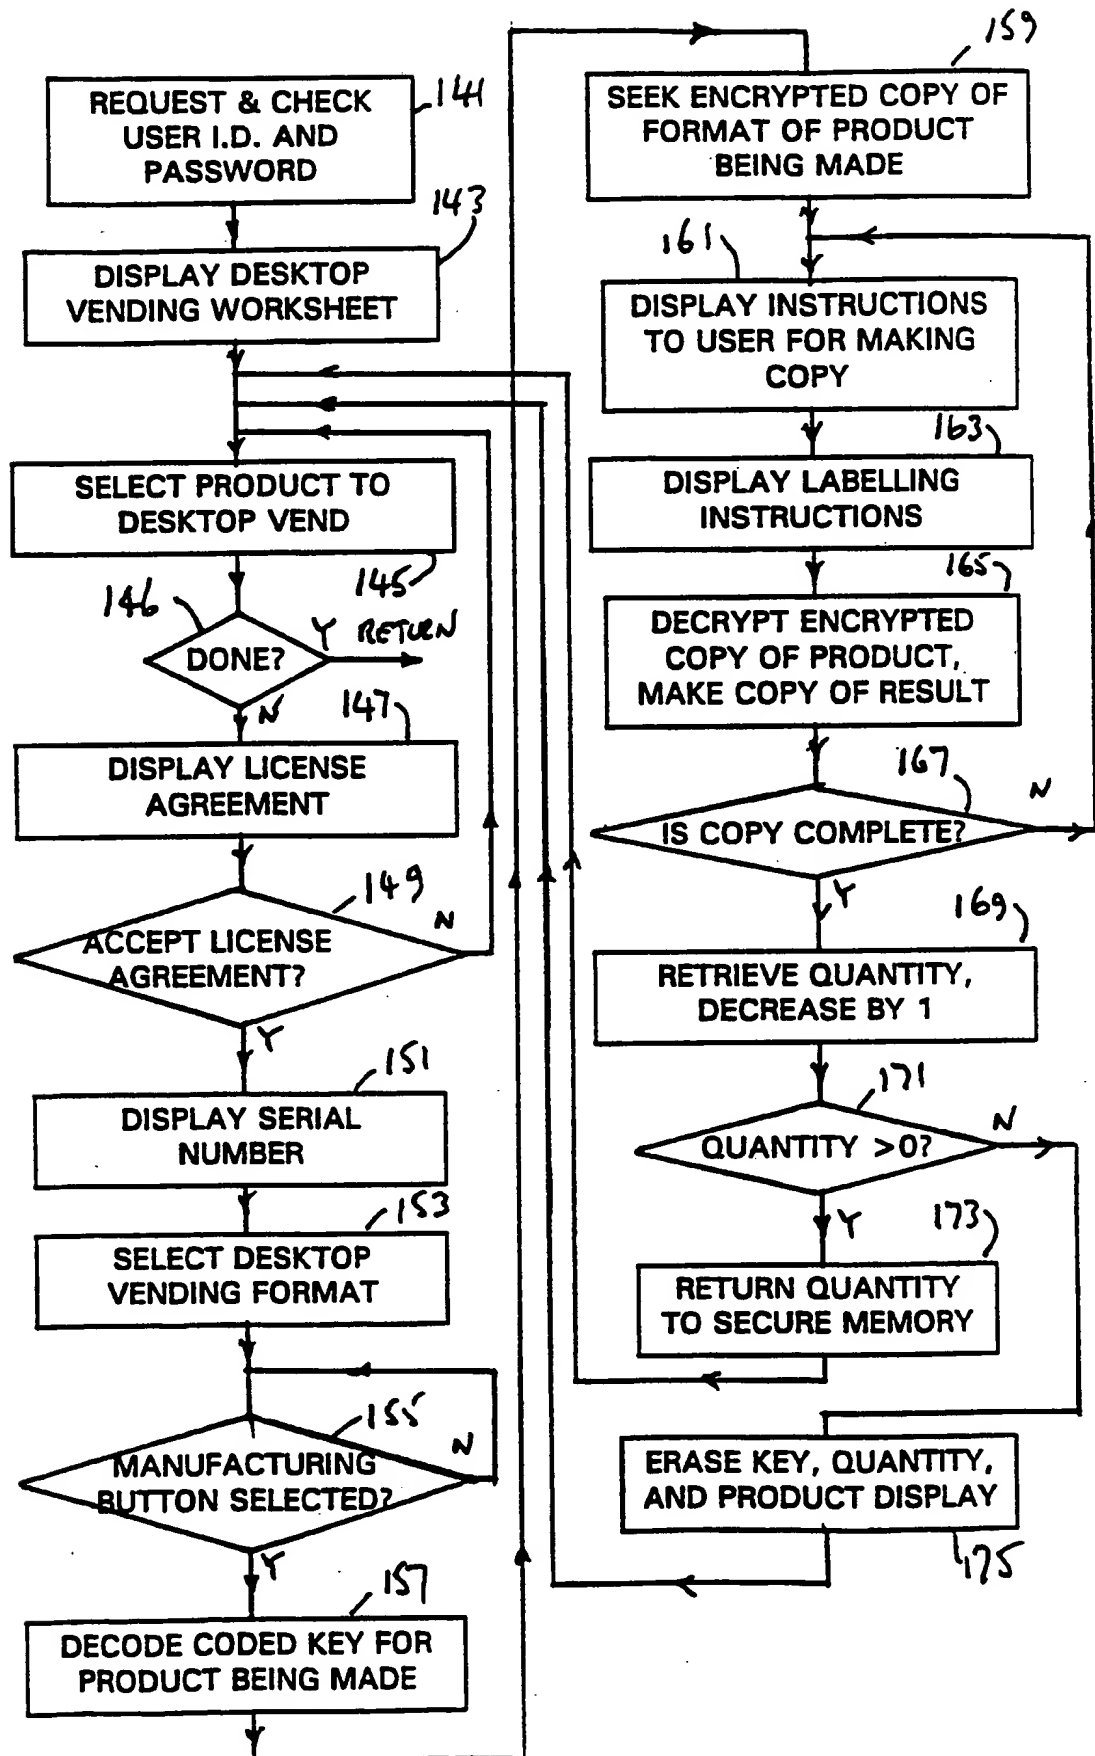 141
REQUEST & CHECK
USER I.D. AND
PASSWORD
143
DISPLAY DESKTOP
VENDING WORKSHEET
SELECT PRODUCT TO
DESKTOP VEND
145
146
DONE?
Y RETURN
N
147
DISPLAY LICENSE
AGREEMENT
149
ACCEPT LICENSE
AGREEMENT?
N
Y
151
DISPLAY SERIAL
NUMBER
153
SELECT DESKTOP
VENDING FORMAT
155
MANUFACTURING
BUTTON SELECTED?
N
Y
157
DECODE CODED KEY FOR
PRODUCT BEING MADE
159
SEEK ENCRYPTED COPY OF
FORMAT OF PRODUCT
BEING MADE
161
DISPLAY INSTRUCTIONS
TO USER FOR MAKING
COPY
163
DISPLAY LABELLING
INSTRUCTIONS
165
DECRYPT ENCRYPTED
COPY OF PRODUCT,
MAKE COPY OF RESULT
167
IS COPY COMPLETE?
N
Y
169
RETRIEVE QUANTITY,
DECREASE BY 1
171
QUANTITY >0?
N
Y
173
RETURN QUANTITY
TO SECURE MEMORY
ERASE KEY, QUANTITY,
AND PRODUCT DISPLAY
175